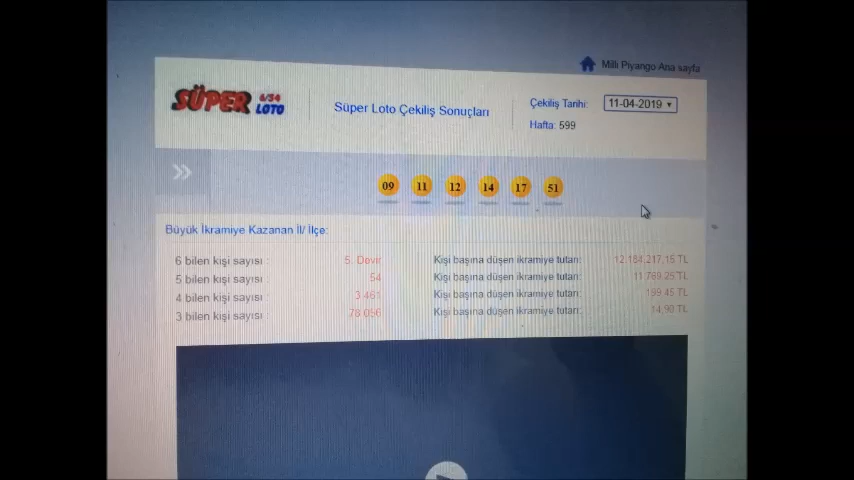 Milli Piyango Ana sayfa
SÜPER LOTO 6/54
Süper Loto Çekiliş Sonuçları
Çekiliş Tarihi: 11-04-2019
Hafta: 599
09 11 12 14 17 51
Büyük İkramiye Kazanan İl/ İlçe:
6 bilen kişi sayısı : 5. Devir Kişi başına düşen ikramiye tutarı: 12.184.217,15 TL
5 bilen kişi sayısı : 54 Kişi başına düşen ikramiye tutarı: 11.789,25 TL
4 bilen kişi sayısı : 3.461 Kişi başına düşen ikramiye tutarı: 199,45 TL
3 bilen kişi sayısı : 78.056 Kişi başına düşen ikramiye tutarı: 14,90 TL